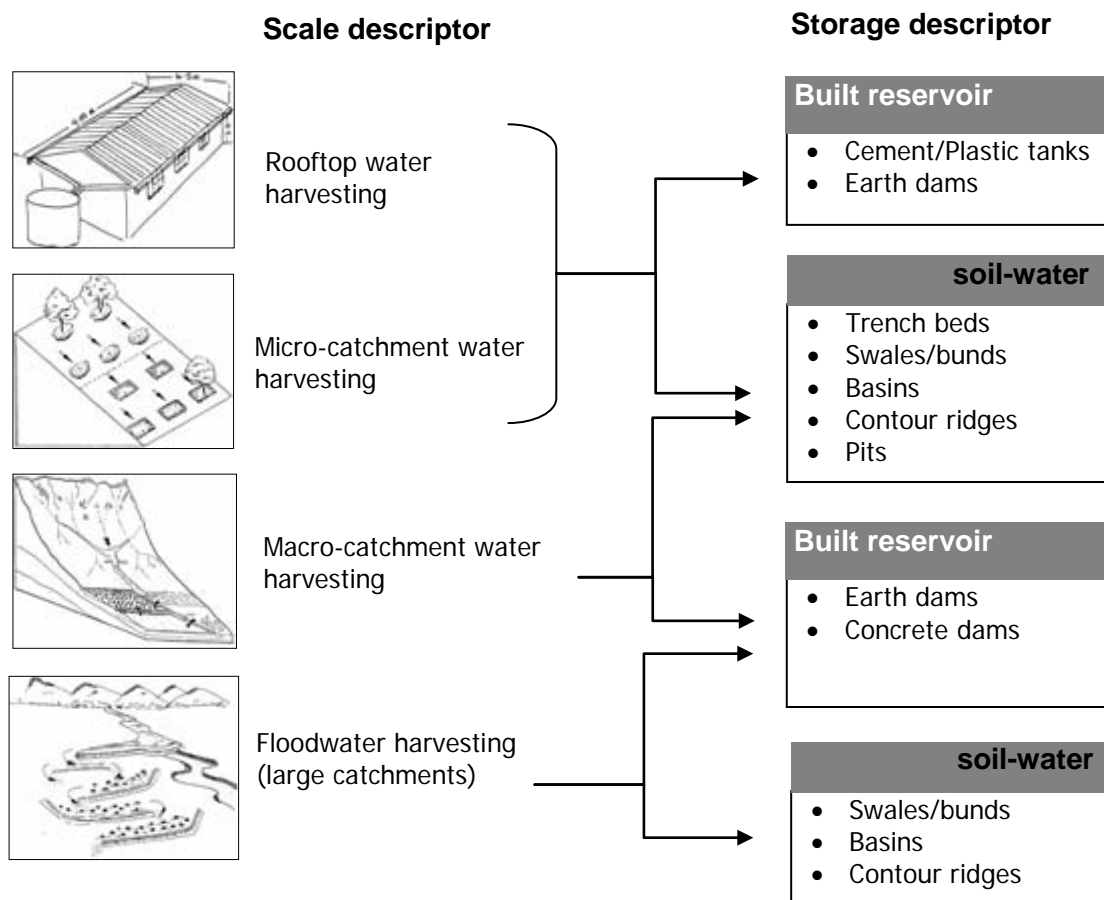 Scale descriptor
Storage descriptor
Rooftop water
harvesting
Micro-catchment water
harvesting
Macro-catchment water
harvesting
Floodwater harvesting
(large catchments)
Built reservoir
• Cement/Plastic tanks
• Earth dams
soil-water
• Trench beds
• Swales/bunds
• Basins
• Contour ridges
• Pits
Built reservoir
• Earth dams
• Concrete dams
soil-water
• Swales/bunds
• Basins
• Contour ridges